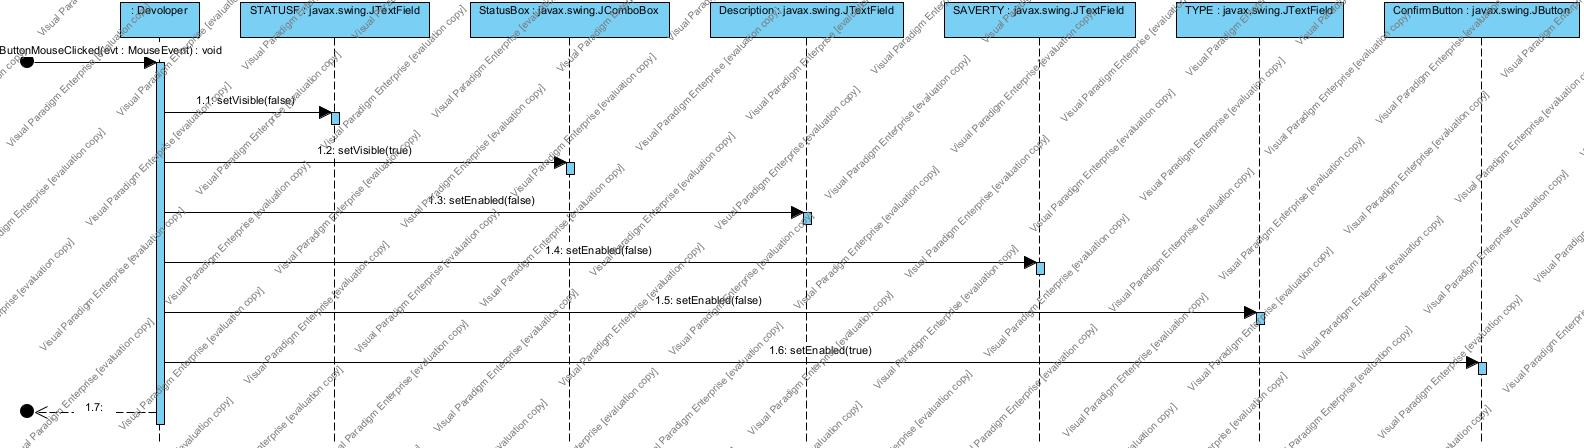 : Devoloper
STATUSF : javax.swing.JTextField
StatusBox : javax.swing.JComboBox
Description : javax.swing.JTextField
SAVERTY : javax.swing.JTextField
TYPE : javax.swing.JTextField
ConfirmButton : javax.swing.JButton
ButtonMouseClicked(evt : MouseEvent) : void
1.1: setVisible(false)
1.2: setVisible(true)
1.3: setEnabled(false)
1.4: setEnabled(false)
1.5: setEnabled(false)
1.6: setEnabled(true)
1.7:
Visual Paradigm Enterprise [evaluation copy]